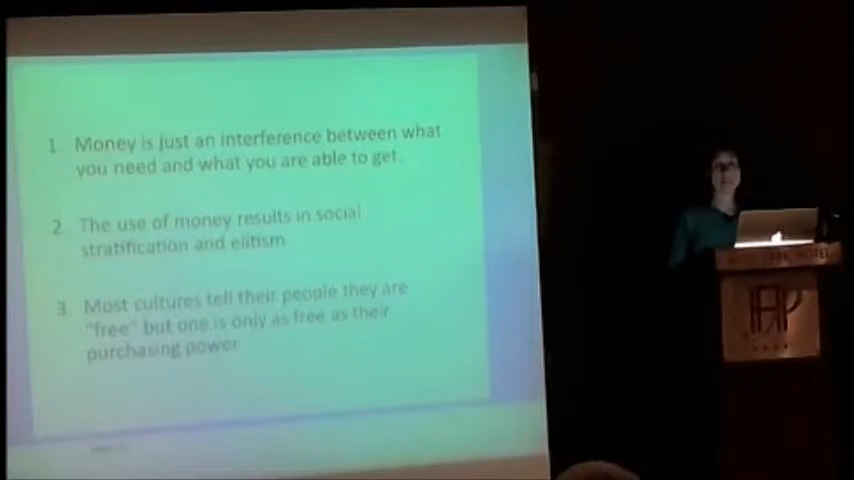 1. Money is just an interference between what
you need and what you are able to get.
2. The use of money results in social
stratification and elitism
3 Most cultures tell their people they are
"free" but one is only as free as their
purchasing power
HOTEL
HP